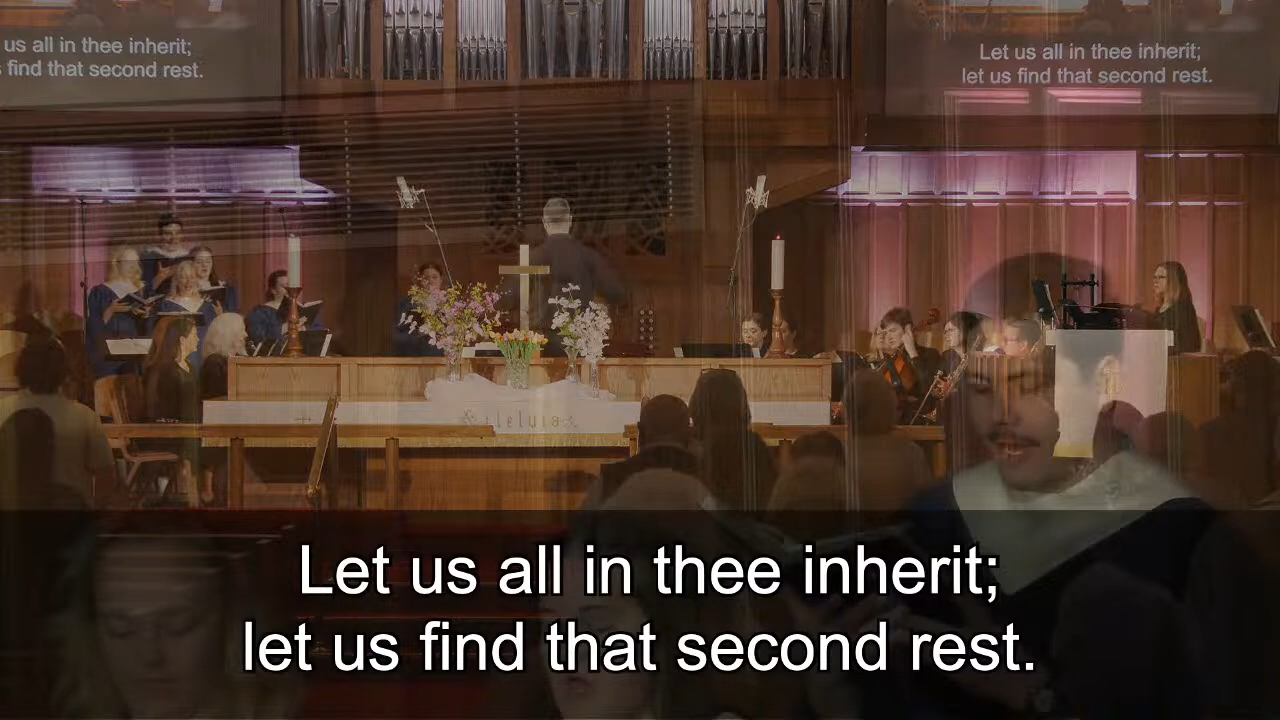 us all in thee inherit;
find that second rest.
Let us all in thee inherit;
let us find that second rest.
Alleluia
Let us all in thee inherit;
let us find that second rest.